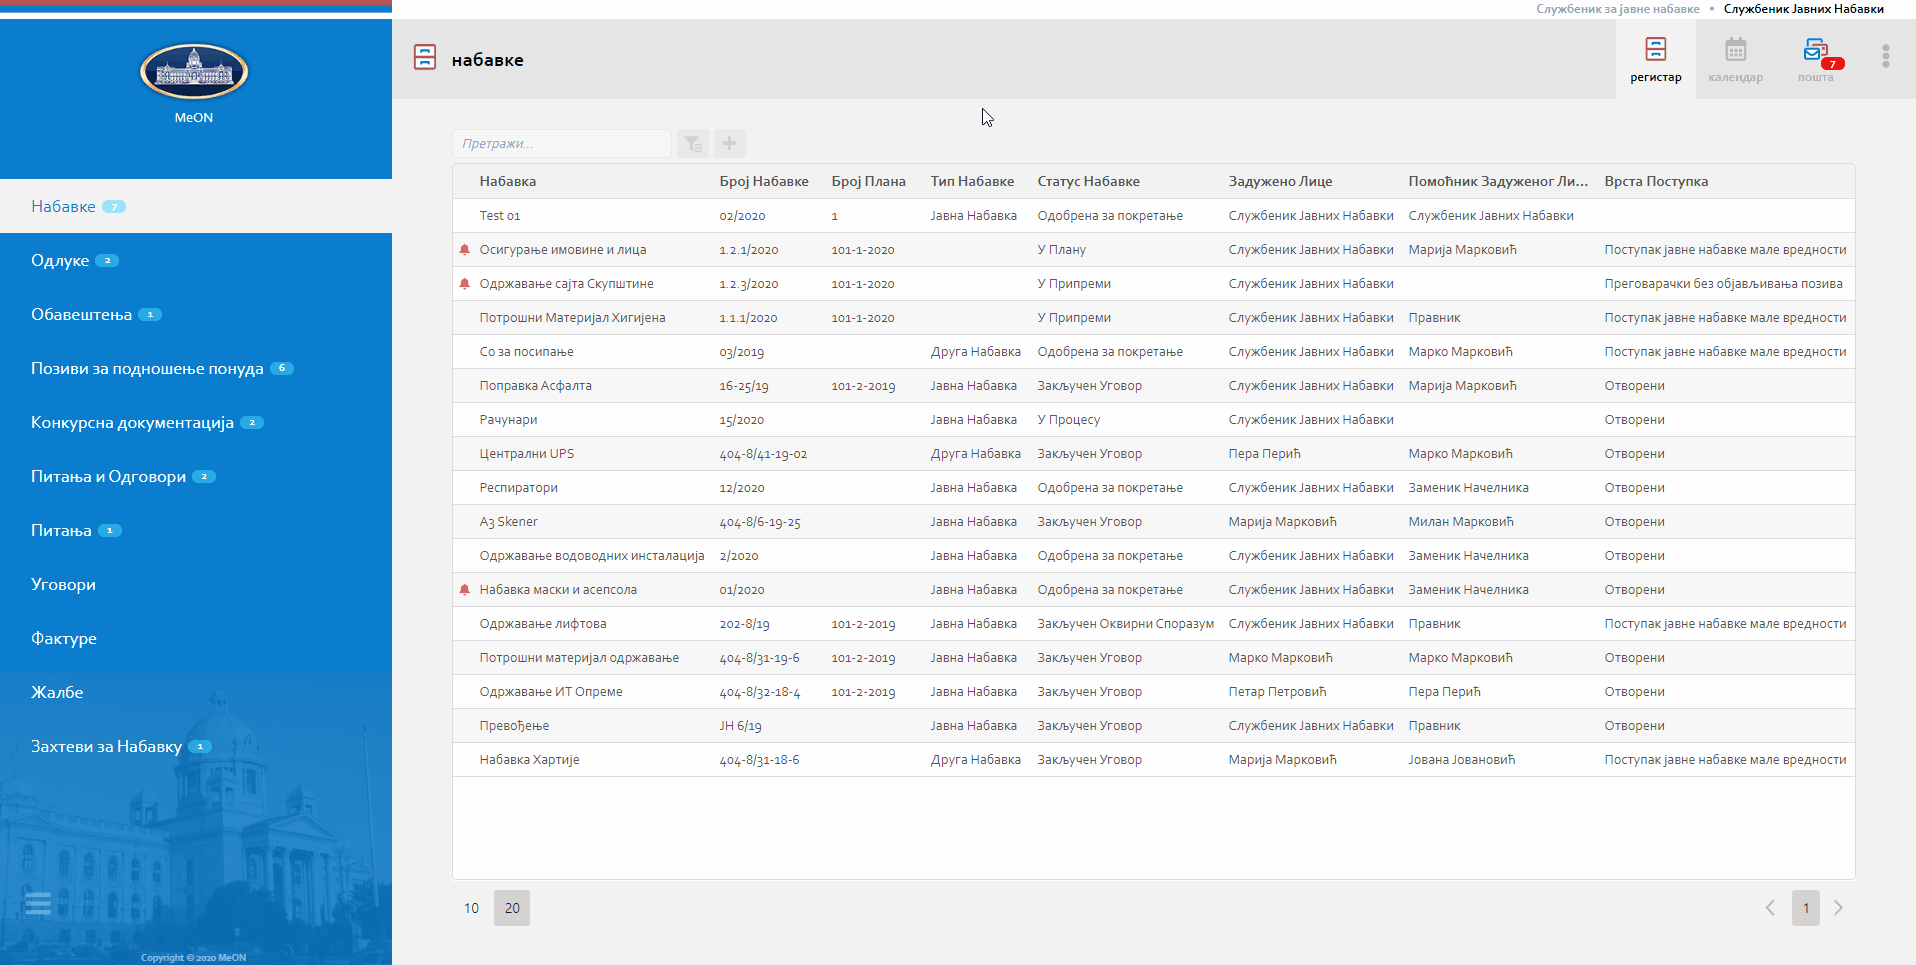 Службеник за јавне набавке • Службеник Јавних Набавки
MeON
набавке
регистар
календар
пошта
7
Набавке 7
Одлуке 2
Обавештења 1
Позиви за подношење понуда 6
Конкурсна документација 2
Питања и Одговори 2
Питања 1
Уговори
Фактуре
Жалбе
Захтеви за Набавку 1
Copyright © 2020 MeON
Претражи...
Набавка Број Набавке Број Плана Тип Набавке Статус Набавке Задужено Лице Помоћник Задуженог Ли... Врста Поступка
Test 01 02/2020 1 Јавна Набавка Одобрена за покретање Службеник Јавних Набавки Службеник Јавних Набавки
Осигурање имовине и лица 1.2.1/2020 101-1-2020 У Плану Службеник Јавних Набавки Марија Марковић Поступак јавне набавке мале вредности
Одржавање сајта Скупштине 1.2.3/2020 101-1-2020 У Припреми Службеник Јавних Набавки Преговарачки без објављивања позива
Потрошни Материјал Хигијена 1.1.1/2020 101-1-2020 У Припреми Службеник Јавних Набавки Правник Поступак јавне набавке мале вредности
Со за посипање 03/2019 Друга Набавка Одобрена за покретање Службеник Јавних Набавки Марко Марковић Поступак јавне набавке мале вредности
Поправка Асфалта 16-25/19 101-2-2019 Јавна Набавка Закључен Уговор Службеник Јавних Набавки Марија Марковић Отворени
Рачунари 15/2020 Јавна Набавка У Процесу Службеник Јавних Набавки Отворени
Централни UPS 404-8/41-19-02 Друга Набавка Закључен Уговор Пера Перић Марко Марковић Отворени
Респиратори 12/2020 Јавна Набавка Одобрена за покретање Службеник Јавних Набавки Заменик Начелника Отворени
A3 Skener 404-8/6-19-25 Јавна Набавка Закључен Уговор Марија Марковић Милан Марковић Отворени
Одржавање водоводних инсталација 2/2020 Јавна Набавка Одобрена за покретање Службеник Јавних Набавки Заменик Начелника Отворени
Набавка маски и асепсола 01/2020 Јавна Набавка Одобрена за покретање Службеник Јавних Набавки Заменик Начелника Отворени
Одржавање лифтова 202-8/19 101-2-2019 Јавна Набавка Закључен Оквирни Споразум Службеник Јавних Набавки Правник Поступак јавне набавке мале вредности
Потрошни материјал одржавање 404-8/31-19-6 101-2-2019 Јавна Набавка Закључен Уговор Марко Марковић Марко Марковић Отворени
Одржавање ИТ Опреме 404-8/32-18-4 101-2-2019 Јавна Набавка Закључен Уговор Петар Петровић Пера Перић Отворени
Превођење ЈН 6/19 Јавна Набавка Закључен Уговор Службеник Јавних Набавки Правник Отворени
Набавка Хартије 404-8/31-18-6 Друга Набавка Закључен Уговор Марија Марковић Јована Јовановић Поступак јавне набавке мале вредности
10 20 1